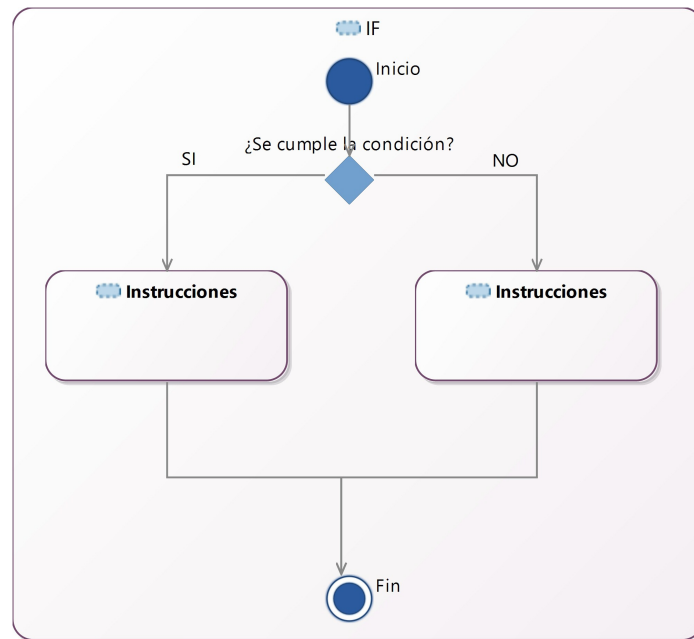 IF
Inicio
¿Se cumple la condición?
SI
NO
Instrucciones
Instrucciones
Fin